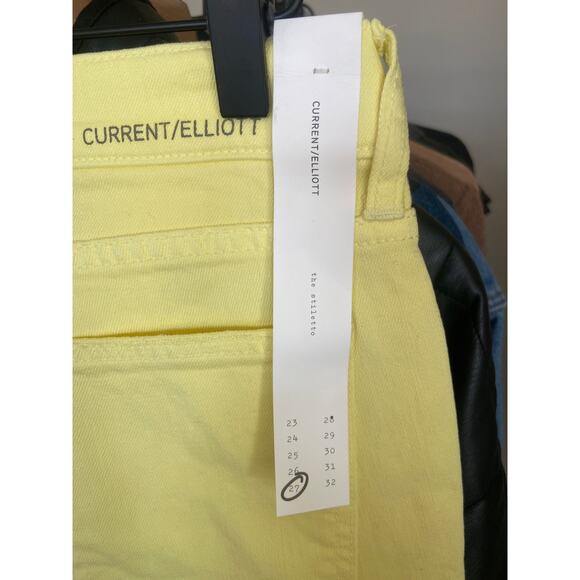 CURRENT/ELLIOTT
CURRENT/ELLIOTT
the stiletto
23 28
24 29
25 30
26 31
27 32